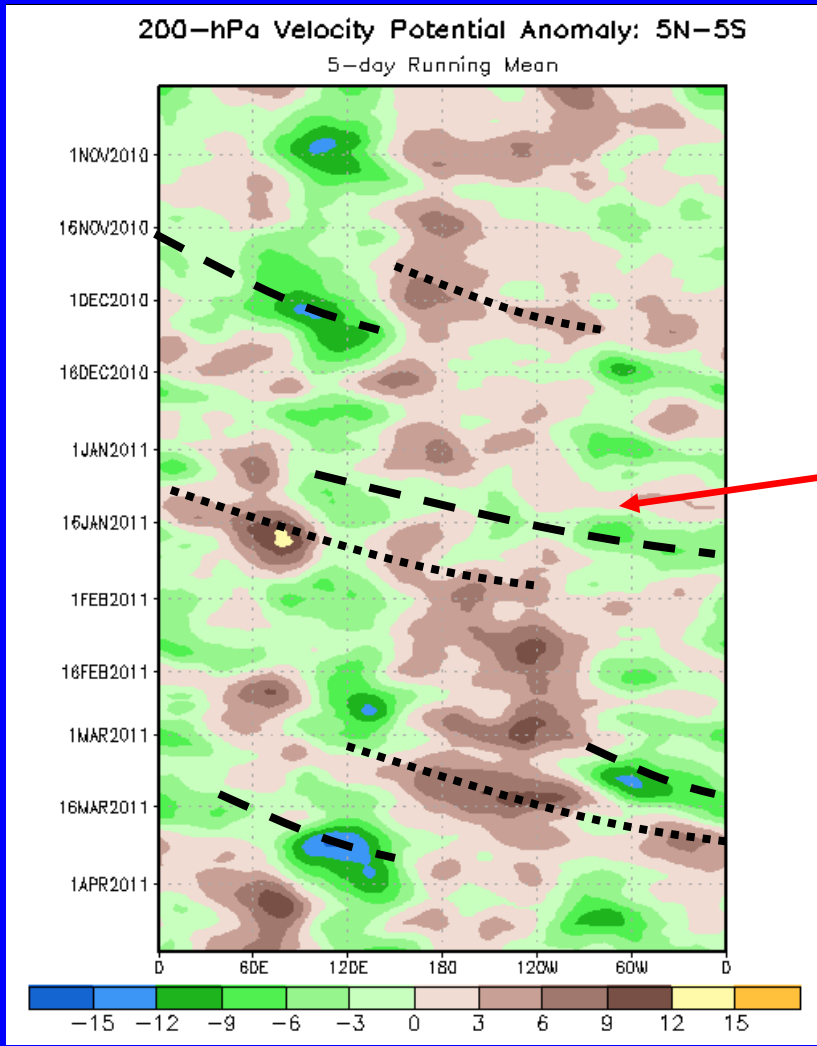 200-hPa Velocity Potential Anomaly: 5N-5S
5-day Running Mean
1NOV2010
16NOV2010
1DEC2010
16DEC2010
1JAN2011
16JAN2011
1FEB2011
16FEB2011
1MAR2011
16MAR2011
1APR2011
0 60E 120E 180 120W 60W 0
-15 -12 -9 -6 -3 0 3 6 9 12 15